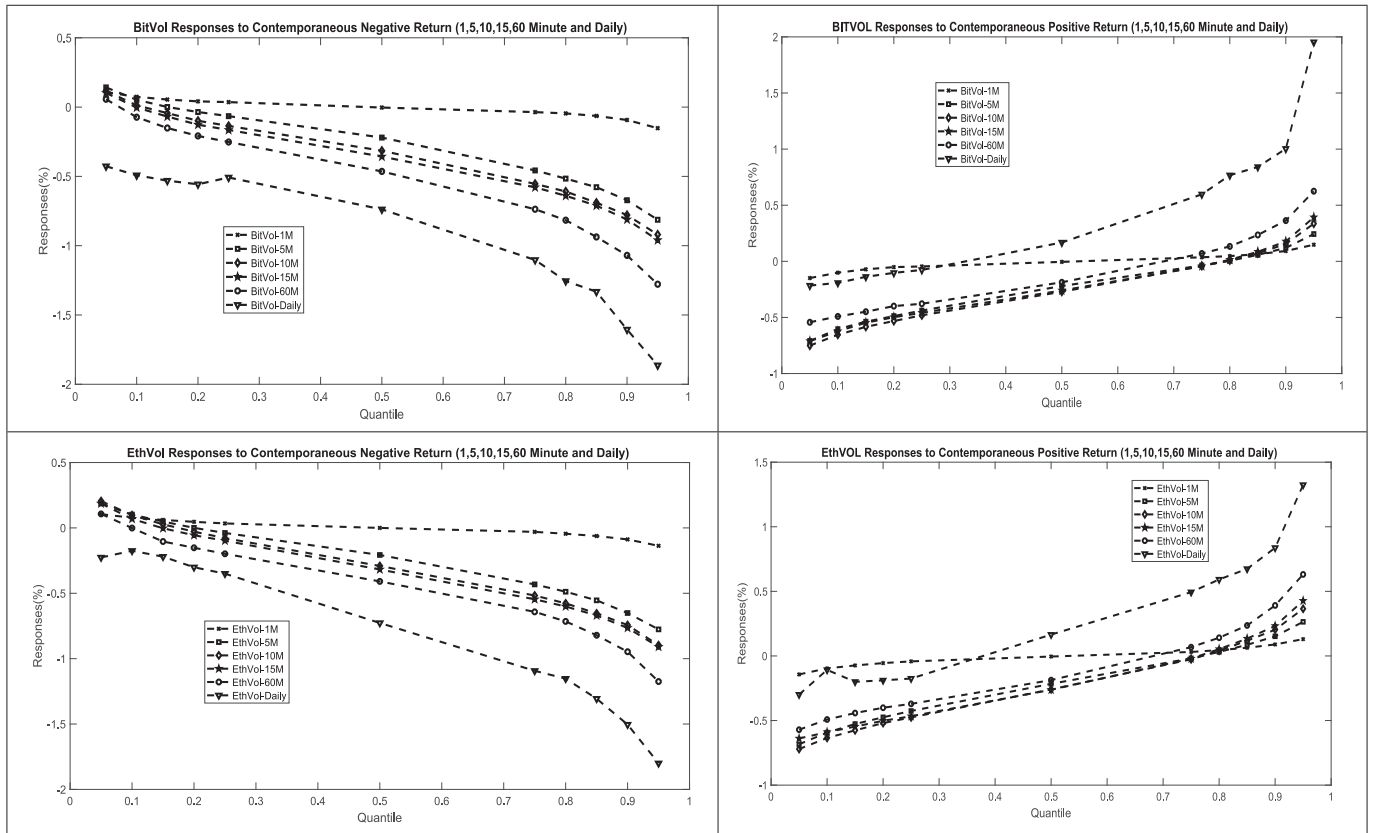 BitVol Responses to Contemporaneous Negative Return (1,5,10,15,60 Minute and Daily)
0.5
0
-0.5
-1
-1.5
-2
Responses(%)
BitVol-1M
BitVol-5M
BitVol-10M
BitVol-15M
BitVol-60M
BitVol-Daily
0 0.1 0.2 0.3 0.4 0.5 0.6 0.7 0.8 0.9 1
Quantile
BITVOL Responses to Contemporaneous Positive Return (1,5,10,15,60 Minute and Daily)
2
1.5
1
0.5
0
-0.5
-1
Responses(%)
BitVol-1M
BitVol-5M
BitVol-10M
BitVol-15M
BitVol-60M
BitVol-Daily
0 0.1 0.2 0.3 0.4 0.5 0.6 0.7 0.8 0.9 1
Quantile
EthVol Responses to Contemporaneous Negative Return (1,5,10,15,60 Minute and Daily)
0.5
0
-0.5
-1
-1.5
-2
Responses(%)
EthVol-1M
EthVol-5M
EthVol-10M
EthVol-15M
EthVol-60M
EthVol-Daily
0 0.1 0.2 0.3 0.4 0.5 0.6 0.7 0.8 0.9 1
Quantile
EthVOL Responses to Contemporaneous Positive Return (1,5,10,15,60 Minute and Daily)
1.5
1
0.5
0
-0.5
-1
Responses(%)
EthVol-1M
EthVol-5M
EthVol-10M
EthVol-15M
EthVol-60M
EthVol-Daily
0 0.1 0.2 0.3 0.4 0.5 0.6 0.7 0.8 0.9 1
Quantile